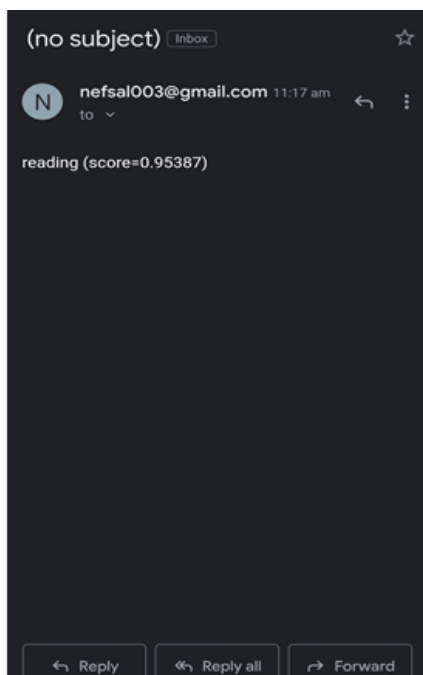 (no subject) Inbox
N
nefsal003@gmail.com 11:17 am
to
reading (score=0.95387)
Reply Reply all Forward